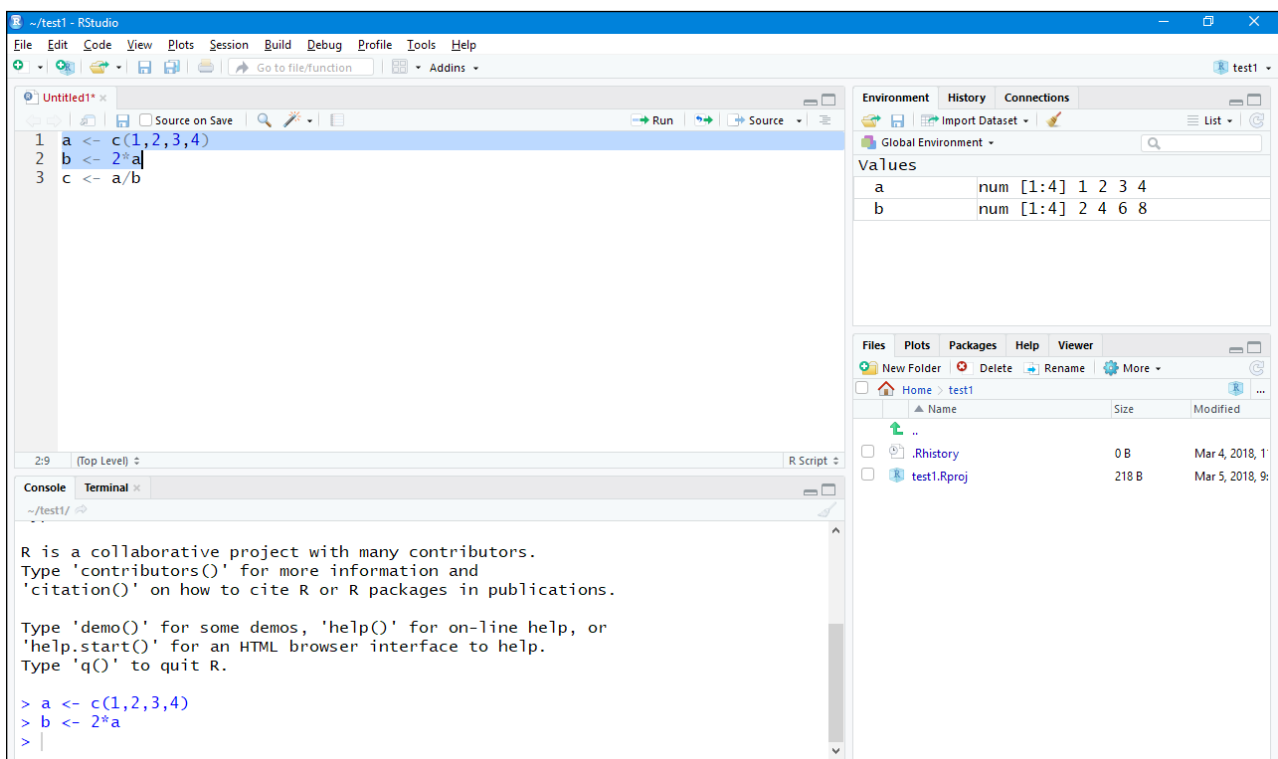 ~/test1 - RStudio
File Edit Code View Plots Session Build Debug Profile Tools Help
Go to file/function Addins test1
Untitled1*
Source on Save Run Source
1 a <- c(1,2,3,4)
2 b <- 2*a
3 c <- a/b
2:9 (Top Level) R Script
Console Terminal
~/test1/
R is a collaborative project with many contributors.
Type 'contributors()' for more information and
'citation()' on how to cite R or R packages in publications.
Type 'demo()' for some demos, 'help()' for on-line help, or
'help.start()' for an HTML browser interface to help.
Type 'q()' to quit R.
> a <- c(1,2,3,4)
> b <- 2*a
>
Environment History Connections
Import Dataset List
Global Environment
Values
a num [1:4] 1 2 3 4
b num [1:4] 2 4 6 8
Files Plots Packages Help Viewer
New Folder Delete Rename More
Home > test1 ...
Name Size Modified
..
.Rhistory 0 B Mar 4, 2018, 1
test1.Rproj 218 B Mar 5, 2018, 9: